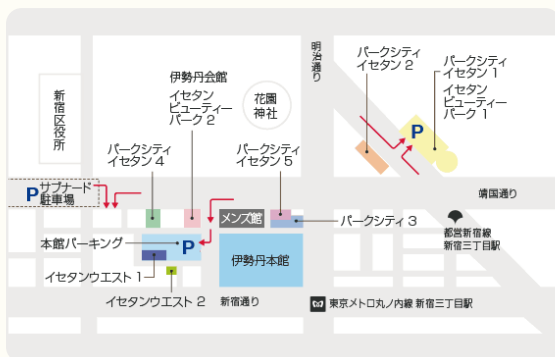 明治通り
パークシティ
イセタン 2
パークシティ
イセタン 1
イセタン
ビューティー
パーク 1
P
伊勢丹会館
イセタン
ビューティー
パーク 2
花園
神社
新宿区役所
パークシティ
イセタン 4
パークシティ
イセタン 5
P サブナード
駐車場
靖国通り
メンズ館
パークシティ 3
都営新宿線
新宿三丁目駅
本館パーキング
P
伊勢丹本館
イセタンウエスト 1
イセタンウエスト 2
新宿通り
東京メトロ丸ノ内線 新宿三丁目駅